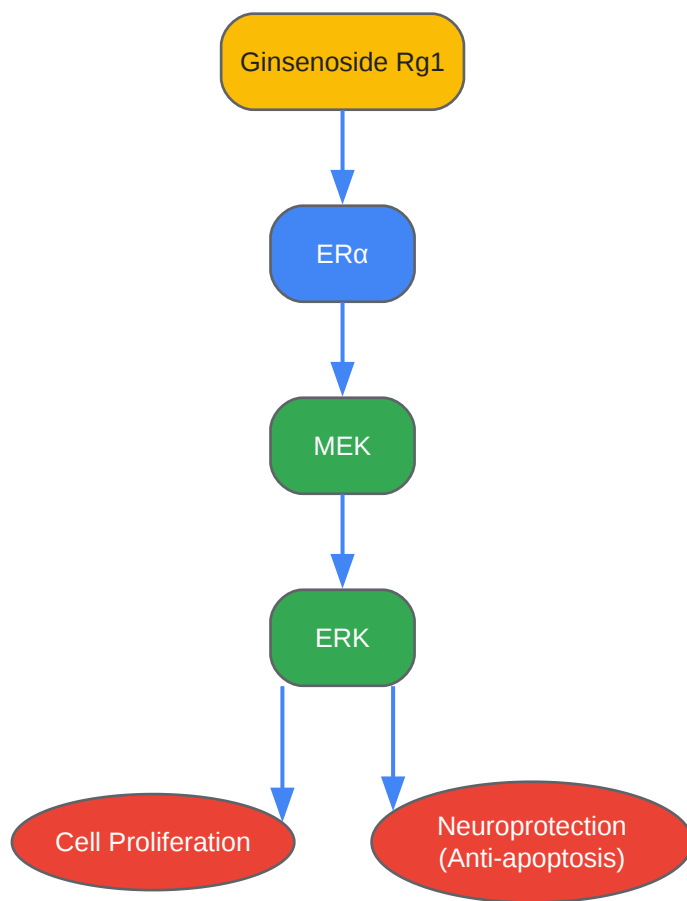 Ginsenoside Rg1
ERα
MEK
ERK
Cell Proliferation
Neuroprotection
(Anti-apoptosis)